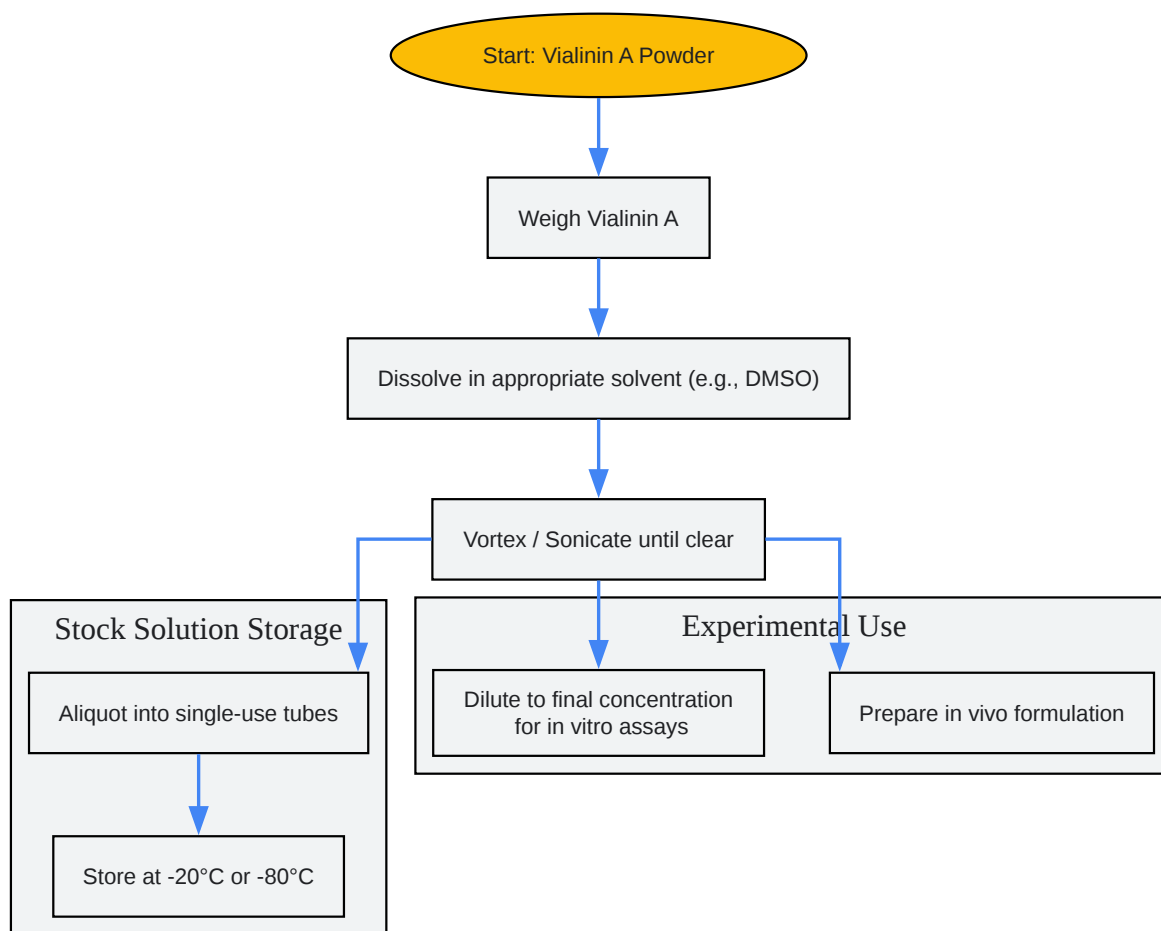 Start: Vialinin A Powder
Weigh Vialinin A
Dissolve in appropriate solvent (e.g., DMSO)
Vortex / Sonicate until clear
Stock Solution Storage
Aliquot into single-use tubes
Store at -20°C or -80°C
Experimental Use
Dilute to final concentration
for in vitro assays
Prepare in vivo formulation